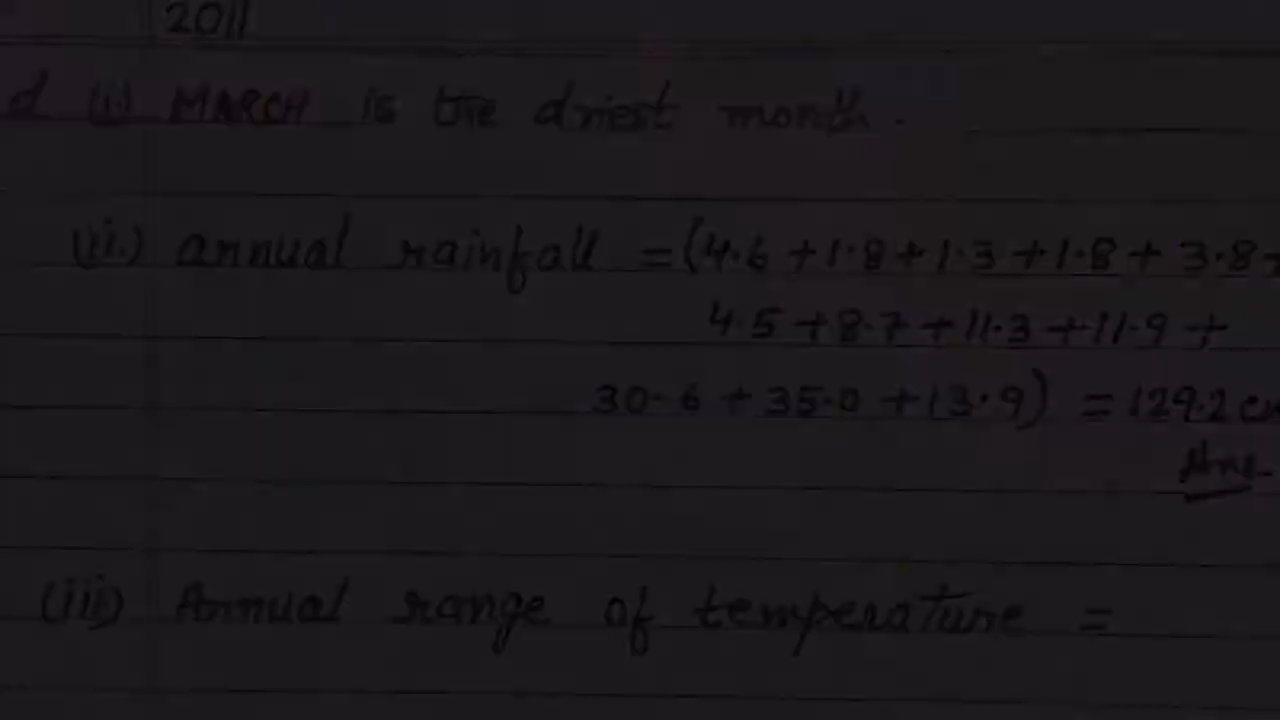 2011
d (i) MARCH is the driest month.
(ii.) annual rainfall = (4.6 + 1.8 + 1.3 + 1.8 + 3.8 +
4.5 + 8.7 + 11.3 + 11.9 +
30.6 + 35.0 + 13.9) = 129.2 cm
Ans.
(iii) Annual range of temperature =